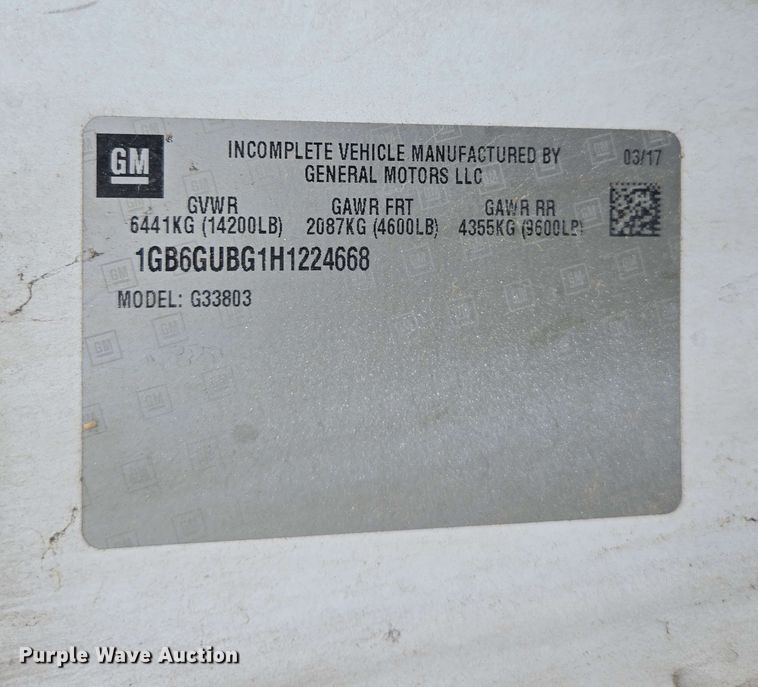 GM
INCOMPLETE VEHICLE MANUFACTURED BY
GENERAL MOTORS LLC
03/17
GVWR GAWR FRT GAWR RR
6441KG (14200LB) 2087KG (4600LB) 4355KG (9600LB)
1GB6GUBG1H1224668
MODEL: G33803
Purple Wave Auction